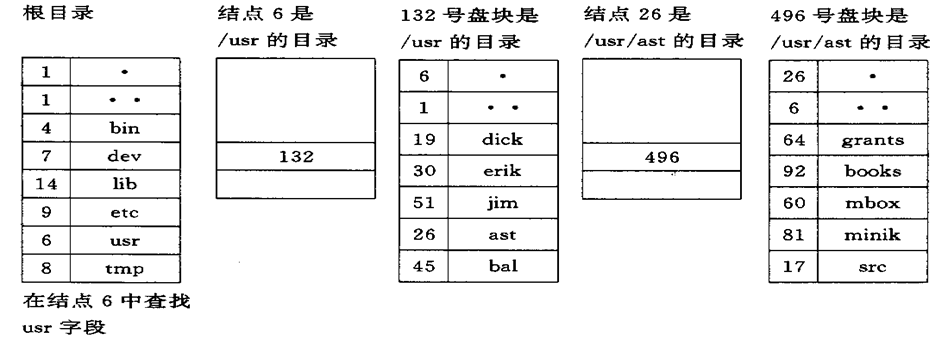 根目录
1 •
1 • •
4 bin
7 dev
14 lib
9 etc
6 usr
8 tmp
在结点 6 中查找
usr 字段
结点 6 是
/usr 的目录
132
132 号盘块是
/usr 的目录
6 •
1 • •
19 dick
30 erik
51 jim
26 ast
45 bal
结点 26 是
/usr/ast 的目录
496
496 号盘块是
/usr/ast 的目录
26 •
6 • •
64 grants
92 books
60 mbox
81 minik
17 src